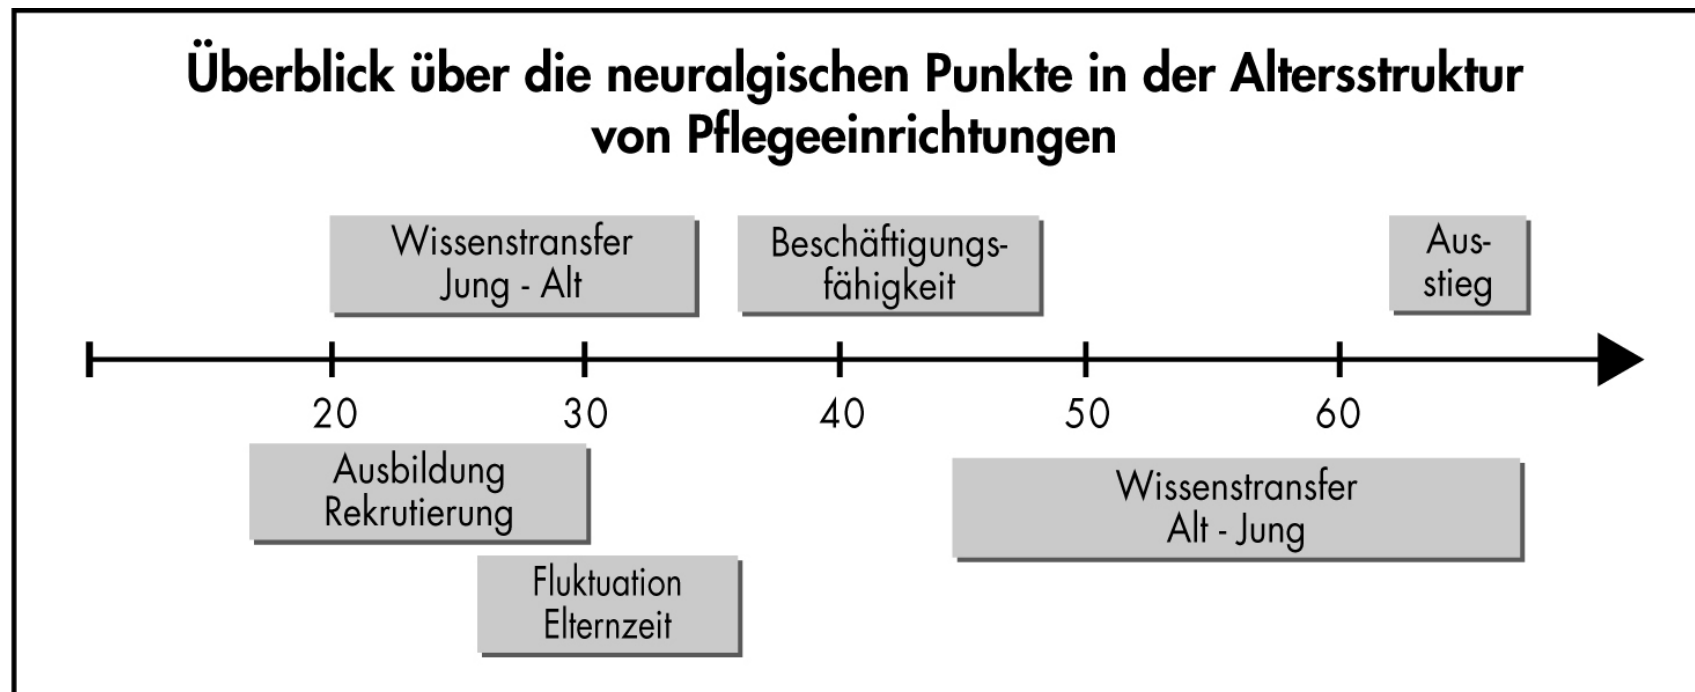 Überblick über die neuralgischen Punkte in der Altersstruktur
von Pflegeeinrichtungen
Wissenstransfer
Jung - Alt
Beschäftigungs-
fähigkeit
Aus-
stieg
20 30 40 50 60
Ausbildung
Rekrutierung
Wissenstransfer
Alt - Jung
Fluktuation
Elternzeit